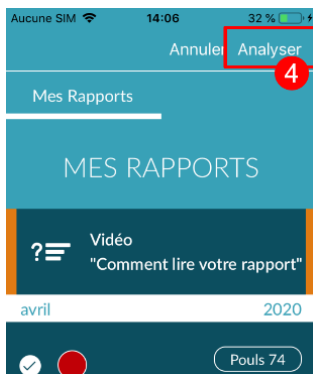 Aucune SIM 14:06 32 %
Annuler Analyser
4
Mes Rapports
MES RAPPORTS
?
Vidéo
"Comment lire votre rapport"
avril 2020
Pouls 74